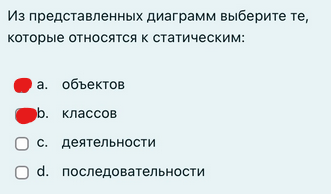 Из представленных диаграмм выберите те,
которые относятся к статическим:
a. объектов
b. классов
c. деятельности
d. последовательности